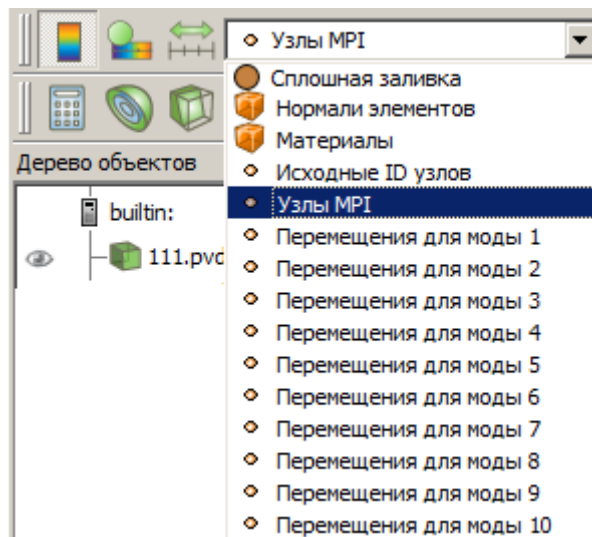 Узлы MPI
Сплошная заливка
Нормали элементов
Материалы
Исходные ID узлов
Узлы MPI
Перемещения для моды 1
Перемещения для моды 2
Перемещения для моды 3
Перемещения для моды 4
Перемещения для моды 5
Перемещения для моды 6
Перемещения для моды 7
Перемещения для моды 8
Перемещения для моды 9
Перемещения для моды 10
Дерево объектов
builtin:
111.pvd